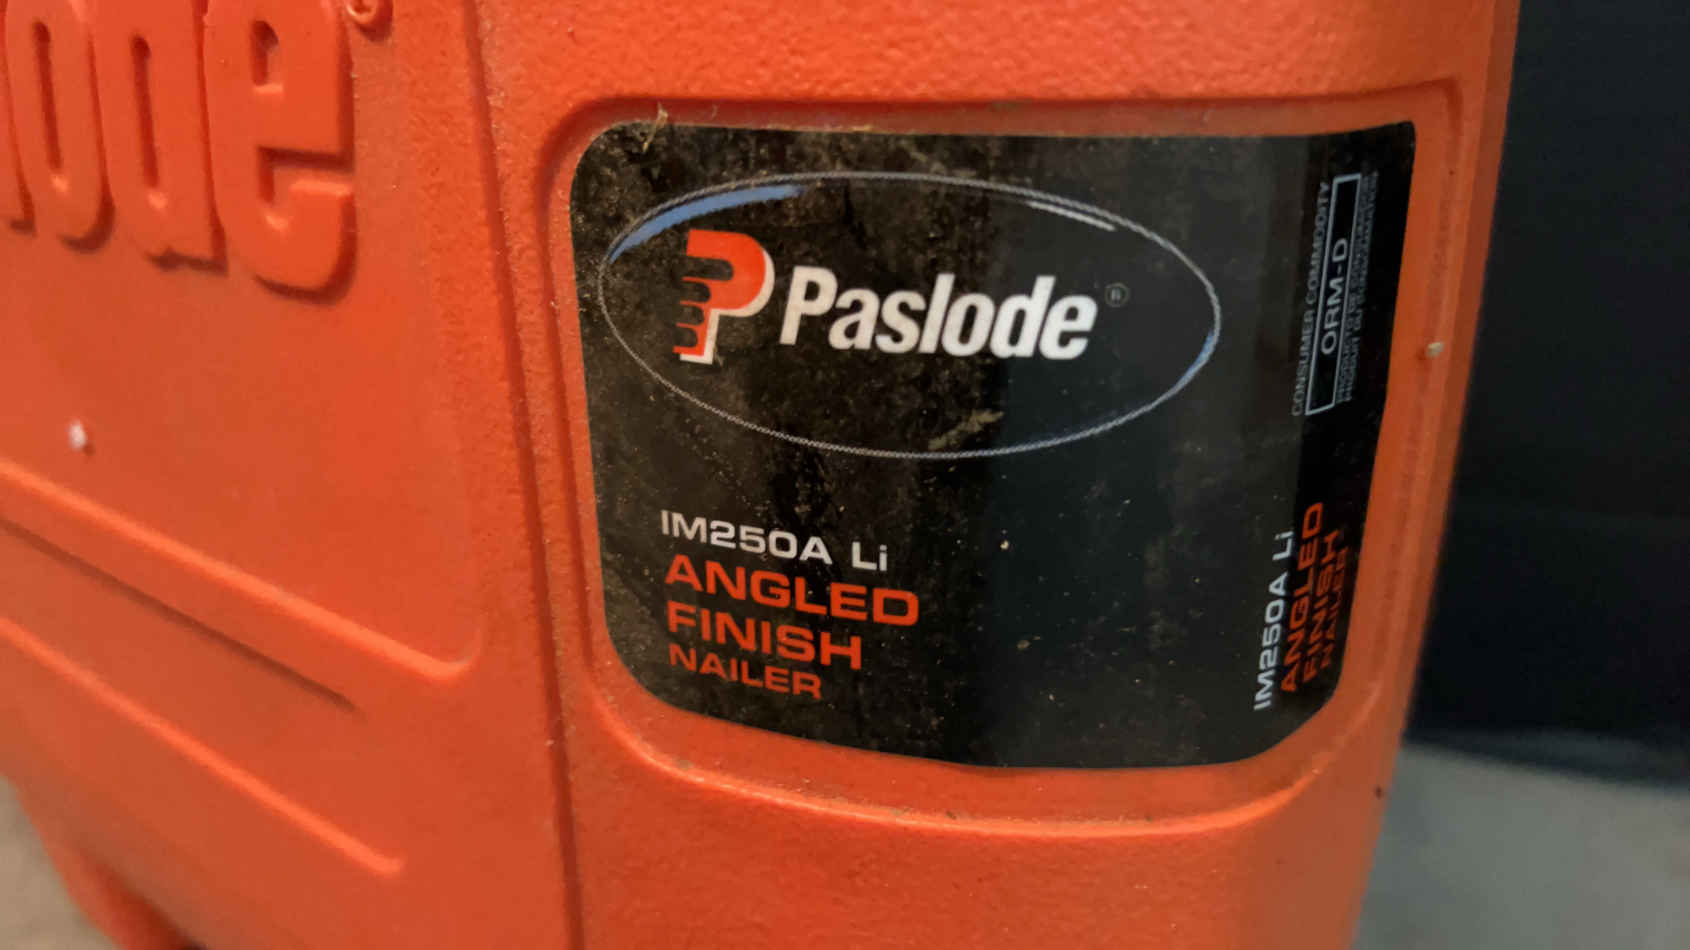 ode
Paslode®
IM250A Li
ANGLED
FINISH
NAILER
CONSUMER COMMODITY
ORM-D
IM250A Li
ANGLED
FINISH
NAILER